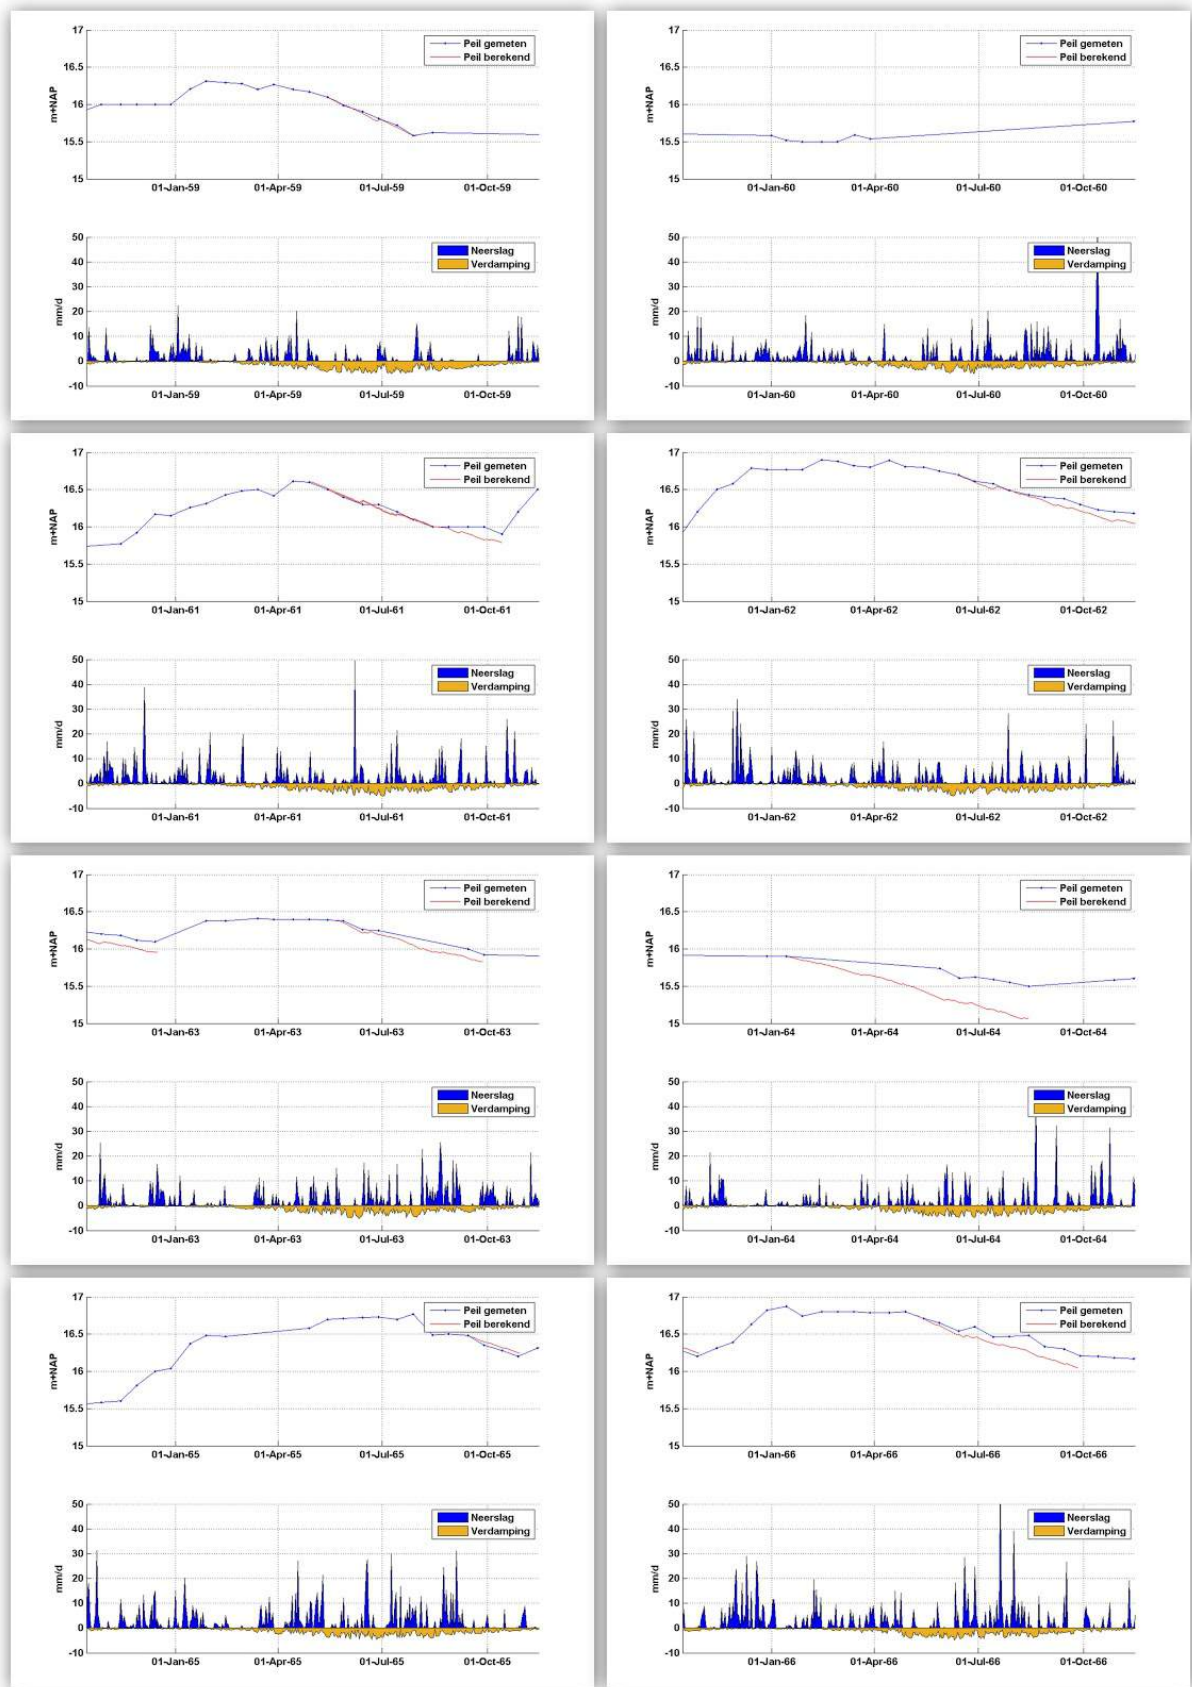 17
16.5
16
15.5
15
m+NAP
Peil gemeten
Peil berekend
01-Jan-59 01-Apr-59 01-Jul-59 01-Oct-59
50
40
30
20
10
0
-10
mm/d
Neerslag
Verdamping
01-Jan-59 01-Apr-59 01-Jul-59 01-Oct-59
17
16.5
16
15.5
15
m+NAP
Peil gemeten
Peil berekend
01-Jan-60 01-Apr-60 01-Jul-60 01-Oct-60
50
40
30
20
10
0
-10
mm/d
Neerslag
Verdamping
01-Jan-60 01-Apr-60 01-Jul-60 01-Oct-60
17
16.5
16
15.5
15
m+NAP
Peil gemeten
Peil berekend
01-Jan-61 01-Apr-61 01-Jul-61 01-Oct-61
50
40
30
20
10
0
-10
mm/d
Neerslag
Verdamping
01-Jan-61 01-Apr-61 01-Jul-61 01-Oct-61
17
16.5
16
15.5
15
m+NAP
Peil gemeten
Peil berekend
01-Jan-62 01-Apr-62 01-Jul-62 01-Oct-62
50
40
30
20
10
0
-10
mm/d
Neerslag
Verdamping
01-Jan-62 01-Apr-62 01-Jul-62 01-Oct-62
17
16.5
16
15.5
15
m+NAP
Peil gemeten
Peil berekend
01-Jan-63 01-Apr-63 01-Jul-63 01-Oct-63
50
40
30
20
10
0
-10
mm/d
Neerslag
Verdamping
01-Jan-63 01-Apr-63 01-Jul-63 01-Oct-63
17
16.5
16
15.5
15
m+NAP
Peil gemeten
Peil berekend
01-Jan-64 01-Apr-64 01-Jul-64 01-Oct-64
50
40
30
20
10
0
-10
mm/d
Neerslag
Verdamping
01-Jan-64 01-Apr-64 01-Jul-64 01-Oct-64
17
16.5
16
15.5
15
m+NAP
Peil gemeten
Peil berekend
01-Jan-65 01-Apr-65 01-Jul-65 01-Oct-65
50
40
30
20
10
0
-10
mm/d
Neerslag
Verdamping
01-Jan-65 01-Apr-65 01-Jul-65 01-Oct-65
17
16.5
16
15.5
15
m+NAP
Peil gemeten
Peil berekend
01-Jan-66 01-Apr-66 01-Jul-66 01-Oct-66
50
40
30
20
10
0
-10
mm/d
Neerslag
Verdamping
01-Jan-66 01-Apr-66 01-Jul-66 01-Oct-66